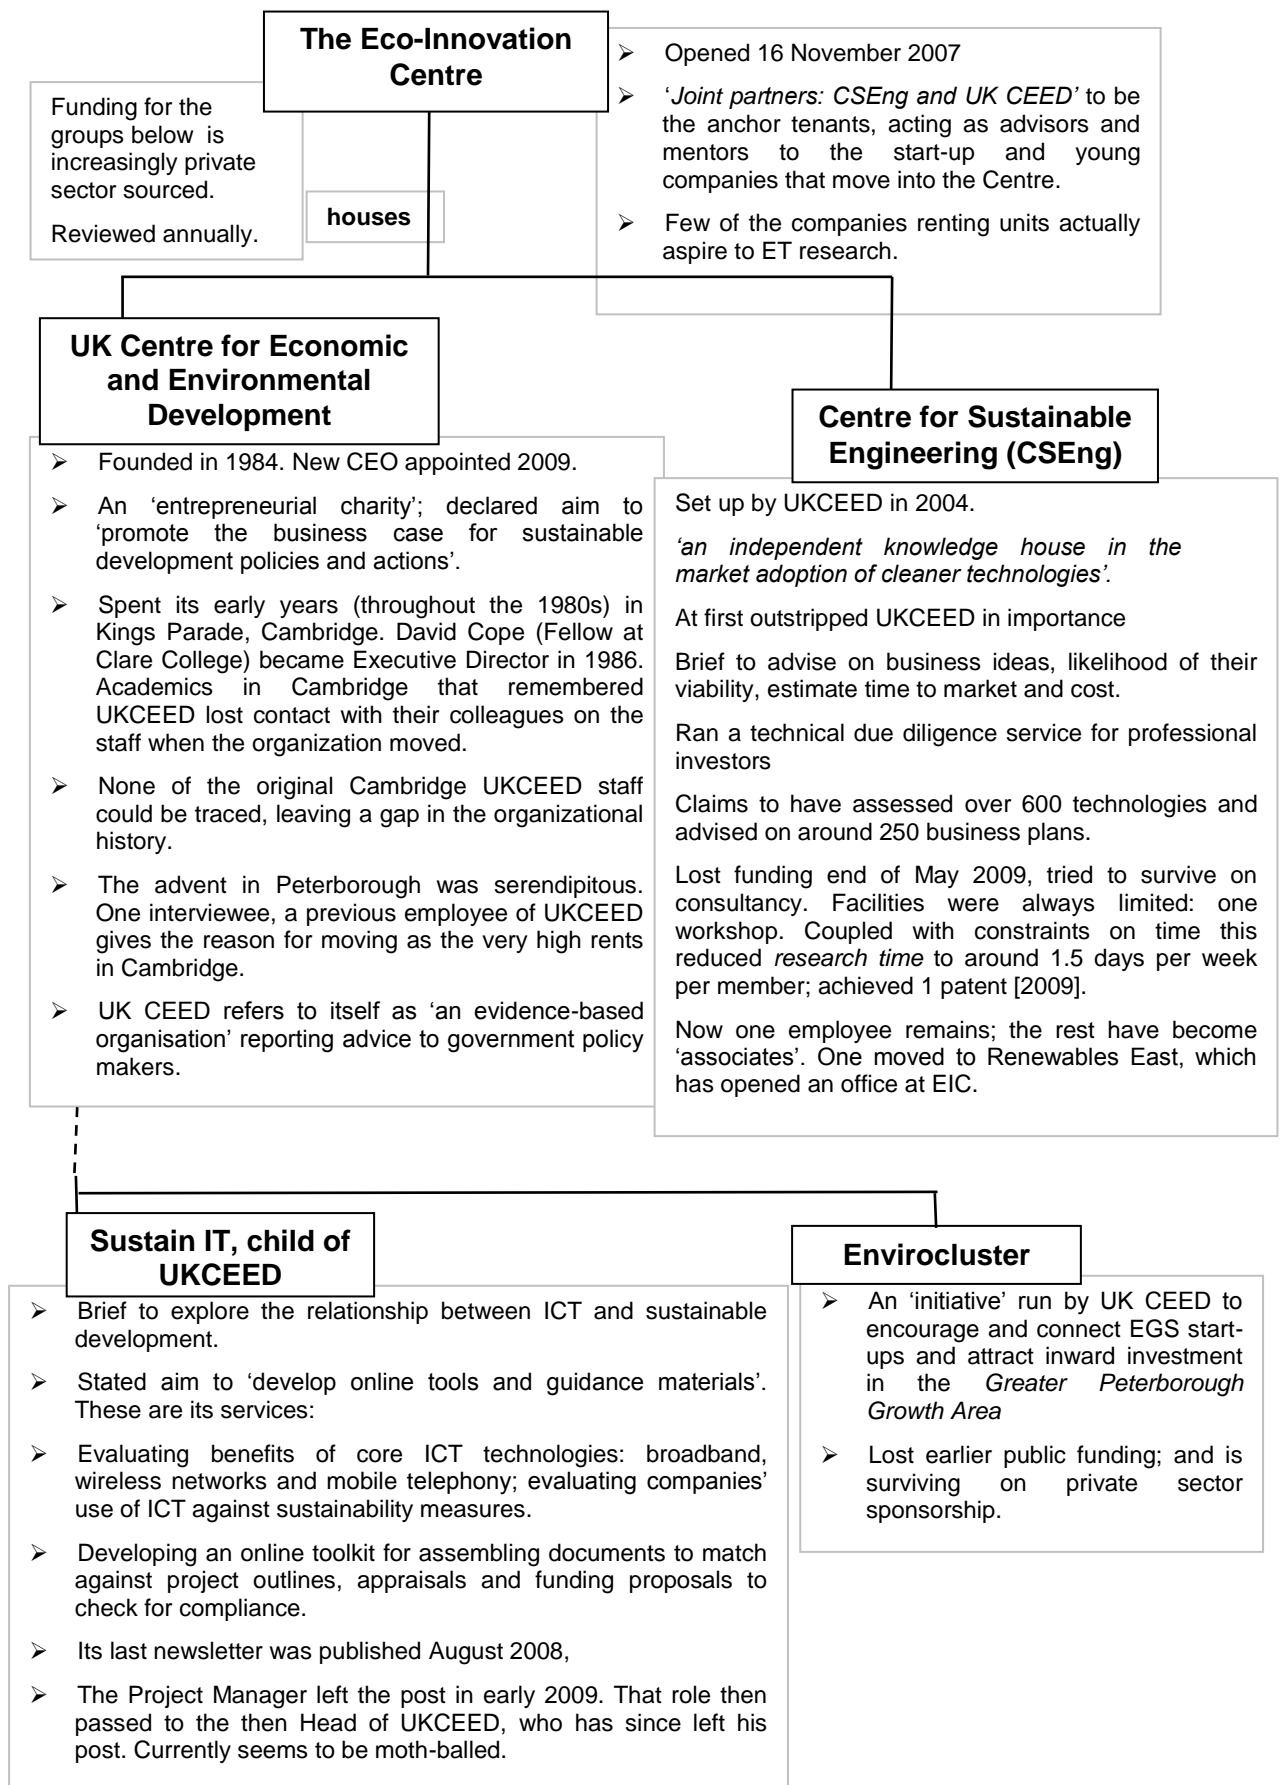 The Eco-Innovation
Centre
Funding for the
groups below is
increasingly private
sector sourced.
Reviewed annually.
houses
➢ Opened 16 November 2007
➢ ‘Joint partners: CSEng and UK CEED’ to be
the anchor tenants, acting as advisors and
mentors to the start-up and young
companies that move into the Centre.
➢ Few of the companies renting units actually
aspire to ET research.
UK Centre for Economic
and Environmental
Development
➢ Founded in 1984. New CEO appointed 2009.
➢ An ‘entrepreneurial charity’; declared aim to
‘promote the business case for sustainable
development policies and actions’.
➢ Spent its early years (throughout the 1980s) in
Kings Parade, Cambridge. David Cope (Fellow at
Clare College) became Executive Director in 1986.
Academics in Cambridge that remembered
UKCEED lost contact with their colleagues on the
staff when the organization moved.
➢ None of the original Cambridge UKCEED staff
could be traced, leaving a gap in the organizational
history.
➢ The advent in Peterborough was serendipitous.
One interviewee, a previous employee of UKCEED
gives the reason for moving as the very high rents
in Cambridge.
➢ UK CEED refers to itself as ‘an evidence-based
organisation’ reporting advice to government policy
makers.
Centre for Sustainable
Engineering (CSEng)
Set up by UKCEED in 2004.
‘an independent knowledge house in the
market adoption of cleaner technologies’.
At first outstripped UKCEED in importance
Brief to advise on business ideas, likelihood of their
viability, estimate time to market and cost.
Ran a technical due diligence service for professional
investors
Claims to have assessed over 600 technologies and
advised on around 250 business plans.
Lost funding end of May 2009, tried to survive on
consultancy. Facilities were always limited: one
workshop. Coupled with constraints on time this
reduced research time to around 1.5 days per week
per member; achieved 1 patent [2009].
Now one employee remains; the rest have become
‘associates’. One moved to Renewables East, which
has opened an office at EIC.
Sustain IT, child of
UKCEED
➢ Brief to explore the relationship between ICT and sustainable
development.
➢ Stated aim to ‘develop online tools and guidance materials’.
These are its services:
➢ Evaluating benefits of core ICT technologies: broadband,
wireless networks and mobile telephony; evaluating companies’
use of ICT against sustainability measures.
➢ Developing an online toolkit for assembling documents to match
against project outlines, appraisals and funding proposals to
check for compliance.
➢ Its last newsletter was published August 2008,
➢ The Project Manager left the post in early 2009. That role then
passed to the then Head of UKCEED, who has since left his
post. Currently seems to be moth-balled.
Envirocluster
➢ An ‘initiative’ run by UK CEED to
encourage and connect EGS start-
ups and attract inward investment
in the Greater Peterborough
Growth Area
➢ Lost earlier public funding; and is
surviving on private sector
sponsorship.